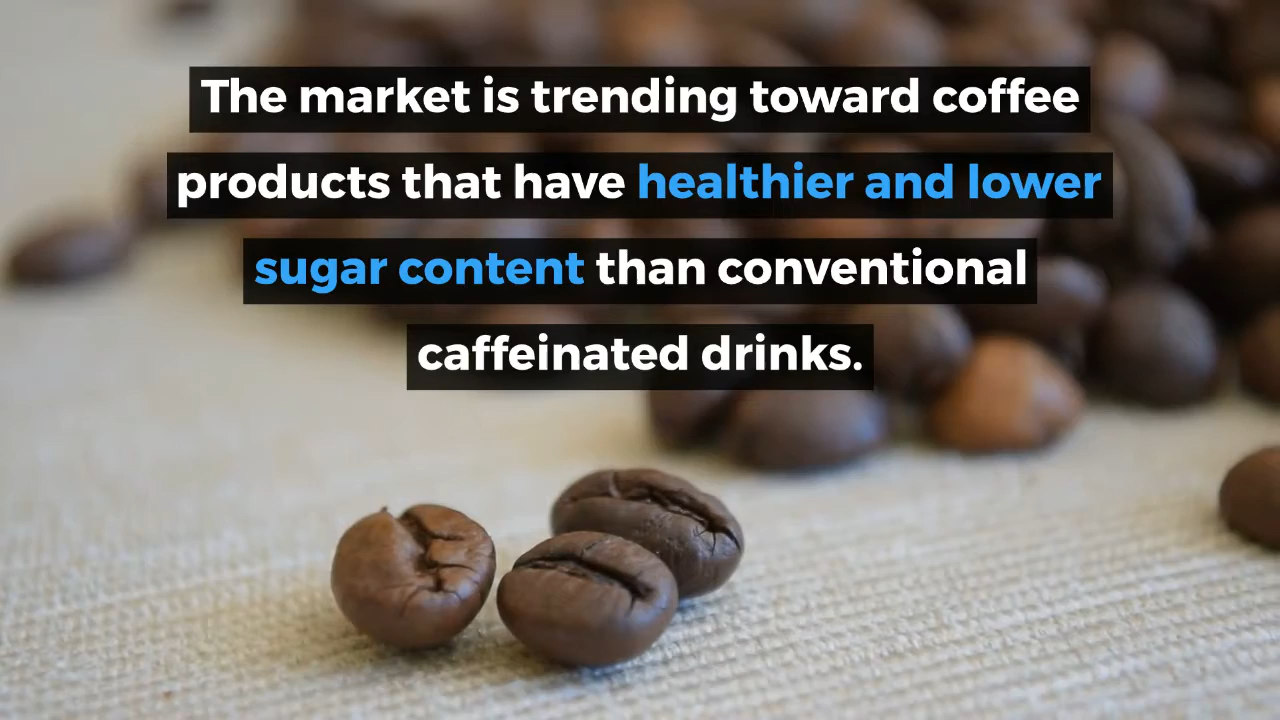 The market is trending toward coffee
products that have healthier and lower
sugar content than conventional
caffeinated drinks.